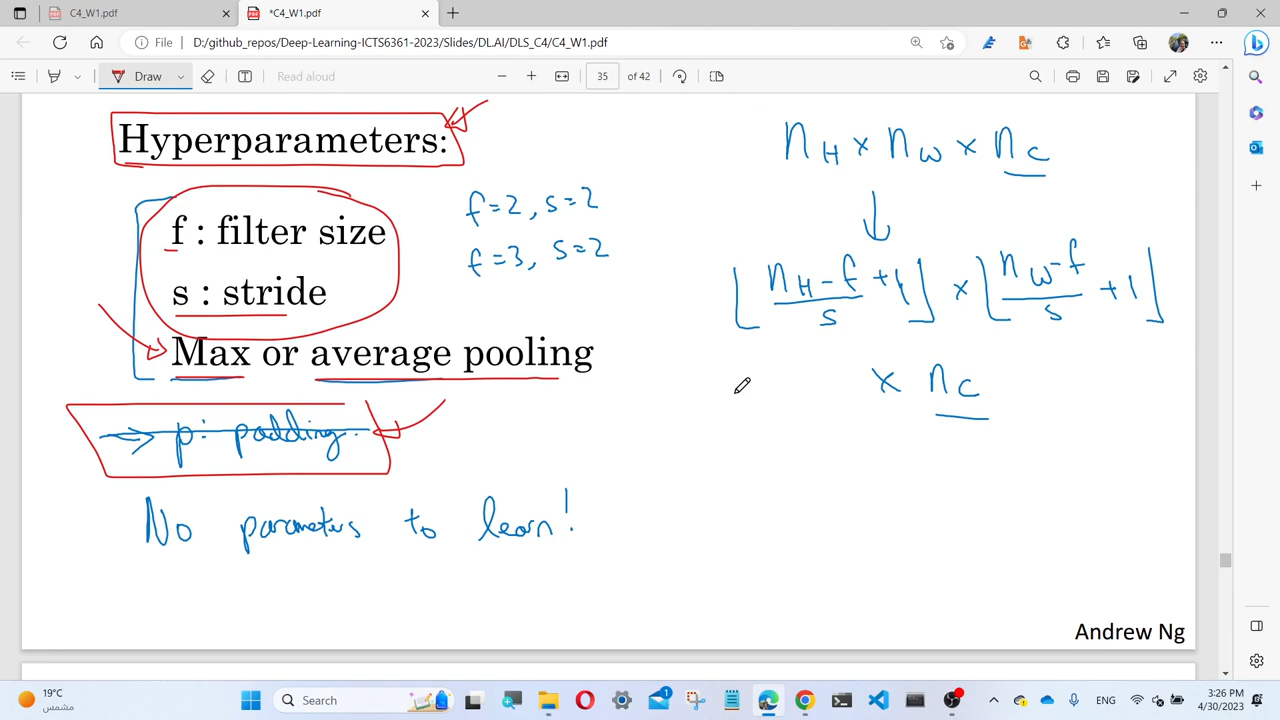 C4_W1.pdf
*C4_W1.pdf
File
D:/github_repos/Deep-Learning-ICTS6361-2023/Slides/DL.AI/DLS_C4/C4_W1.pdf
Draw
Read aloud
35 of 42
Hyperparameters:
f : filter size
s : stride
Max or average pooling
→ p: padding.
No parameters to learn!
f=2, s=2
f=3, s=2
n_H × n_W × n_C
↓
⌊(n_H - f)/s + 1⌋ × ⌊(n_W - f)/s + 1⌋
× n_C
Andrew Ng
19°C
مشمس
Search
1
ENG
3:26 PM
4/30/2023